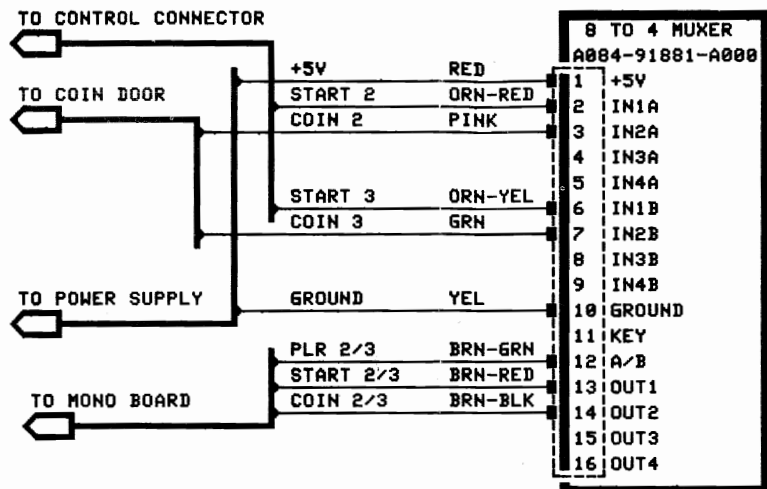 TO CONTROL CONNECTOR
8 TO 4 MUXER
A084-91881-A000
+5V RED 1 +5V
TO COIN DOOR
START 2 ORN-RED 2 IN1A
COIN 2 PINK 3 IN2A
4 IN3A
5 IN4A
START 3 ORN-YEL 6 IN1B
COIN 3 GRN 7 IN2B
8 IN3B
9 IN4B
TO POWER SUPPLY
GROUND YEL 10 GROUND
11 KEY
PLR 2/3 BRN-GRN 12 A/B
START 2/3 BRN-RED 13 OUT1
TO MONO BOARD
COIN 2/3 BRN-BLK 14 OUT2
15 OUT3
16 OUT4